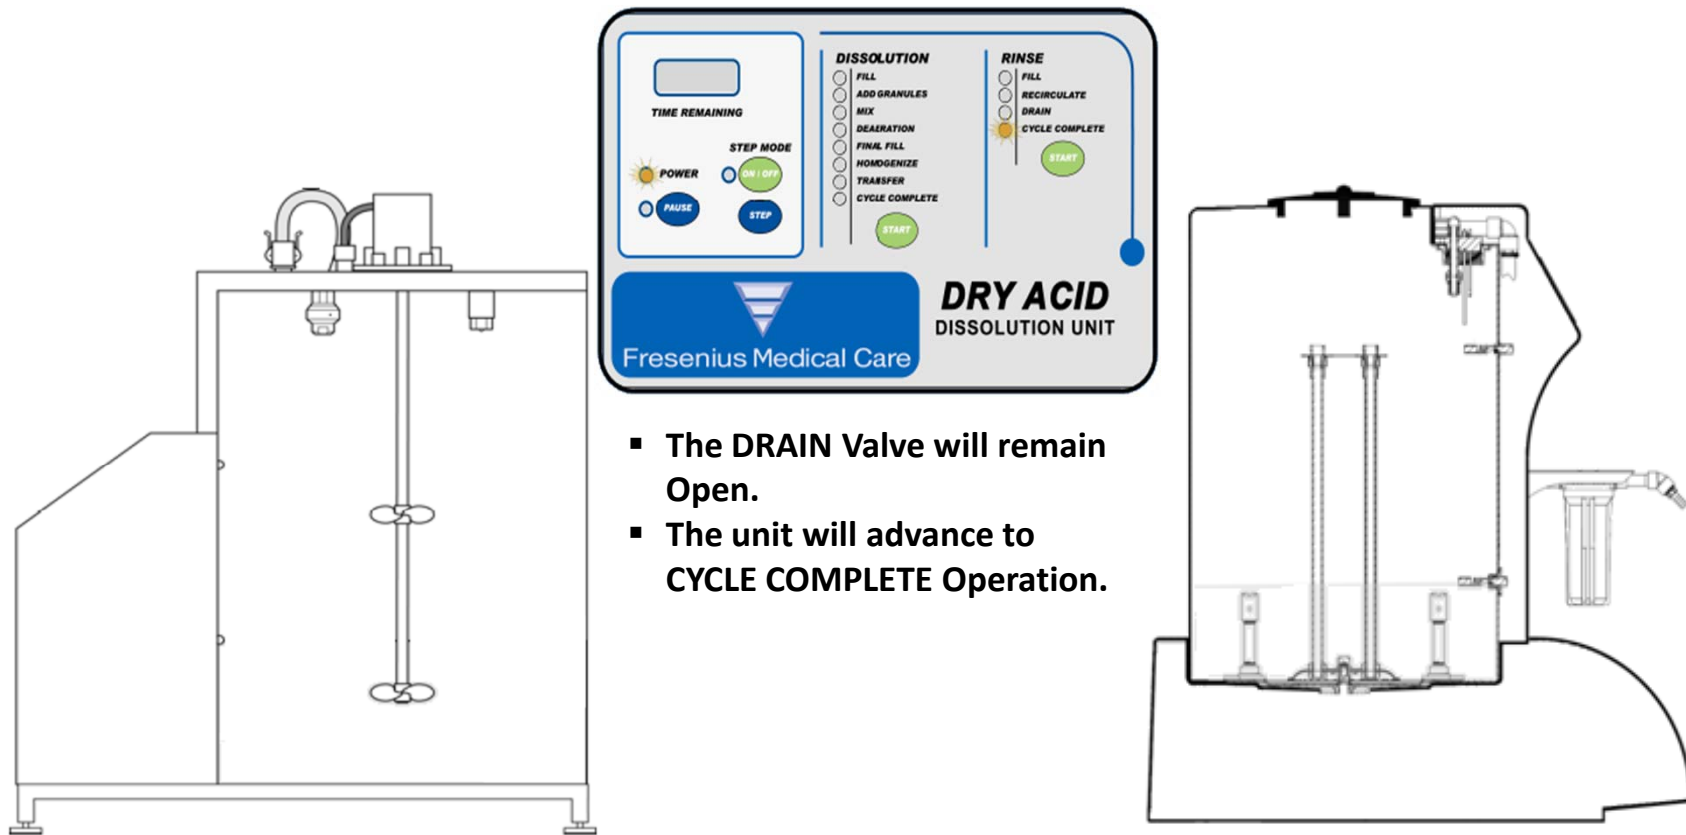 TIME REMAINING
STEP MODE
POWER
ON | OFF
PAUSE
STEP
DISSOLUTION
FILL
ADD GRANULES
MIX
DEAERATION
FINAL FILL
HOMOGENIZE
TRANSFER
CYCLE COMPLETE
START
RINSE
FILL
RECIRCULATE
DRAIN
CYCLE COMPLETE
START
Fresenius Medical Care
DRY ACID
DISSOLUTION UNIT
▪ The DRAIN Valve will remain
Open.
▪ The unit will advance to
CYCLE COMPLETE Operation.